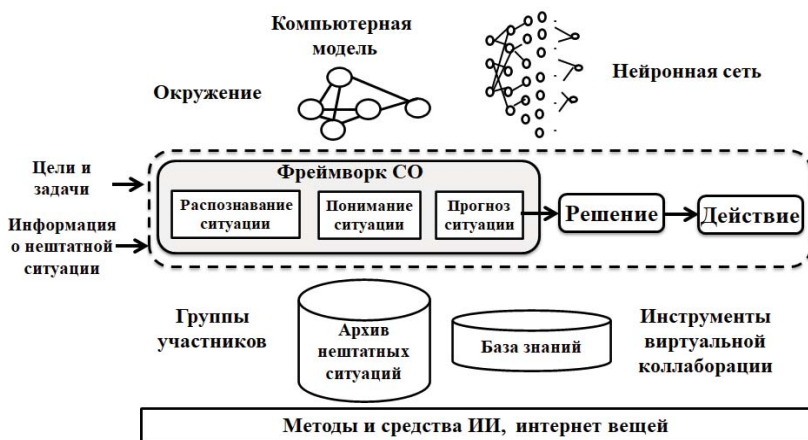 Компьютерная
модель
Окружение
Нейронная сеть
Цели и
задачи
Информация
о нештатной
ситуации
Фреймворк СО
Распознавание
ситуации
Понимание
ситуации
Прогноз
ситуации
Решение
Действие
Группы
участников
Архив
нештатных
ситуаций
База знаний
Инструменты
виртуальной
коллаборации
Методы и средства ИИ, интернет вещей